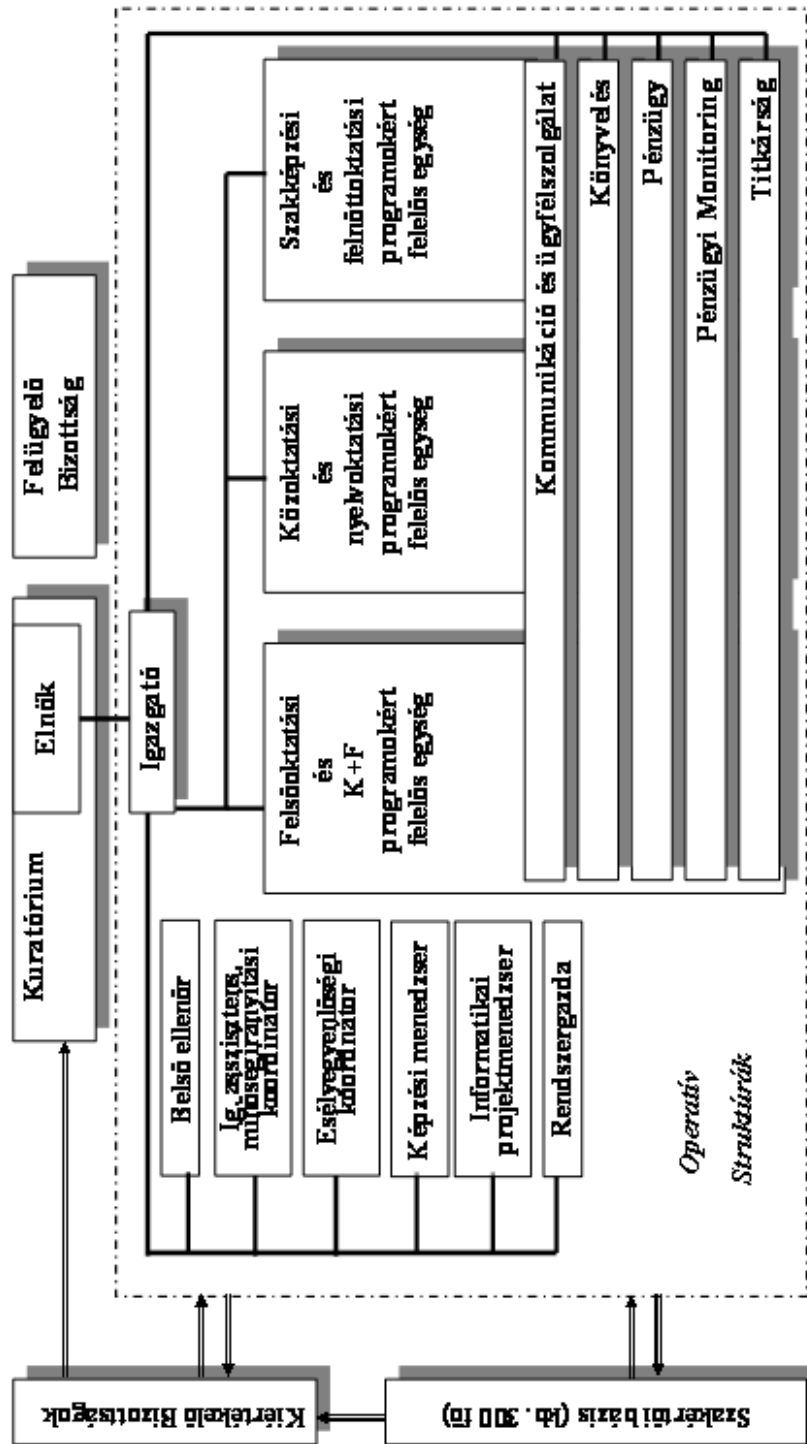 Felügyelő
Bizottság
Kuratórium
Elnök
Igazgató
Belső ellenőr
Ig. asszisztens,
minőségirányítási
koordinátor
Esélyegyenlőségi
koordinátor
Képzési menedzser
Informatikai
projektmenedzser
Rendszergazda
Operatív
Struktúrák
Felsőoktatási
és
K+F
programokért
felelős egység
Közoktatási
és
nyelvoktatási
programokért
felelős egység
Szakképzési
és
felnőttoktatási
programokért
felelős egység
Kommunikáció és ügyfélszolgálat
Könyvelés
Pénzügy
Pénzügyi Monitoring
Titkárság
Kiértékelő Bizottságok
Szakértői bázis (kb. 300 fő)